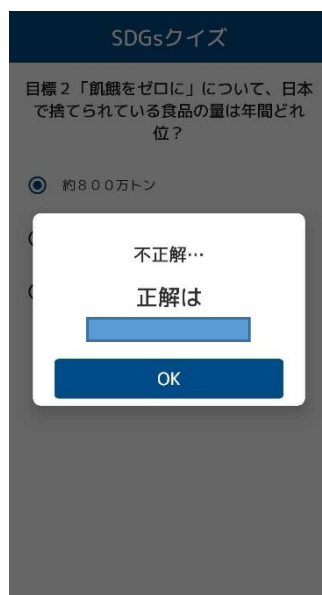 SDGsクイズ
目標2「飢餓をゼロに」について、日本
で捨てられている食品の量は年間どれ
位?
約800万トン
不正解…
正解は
OK